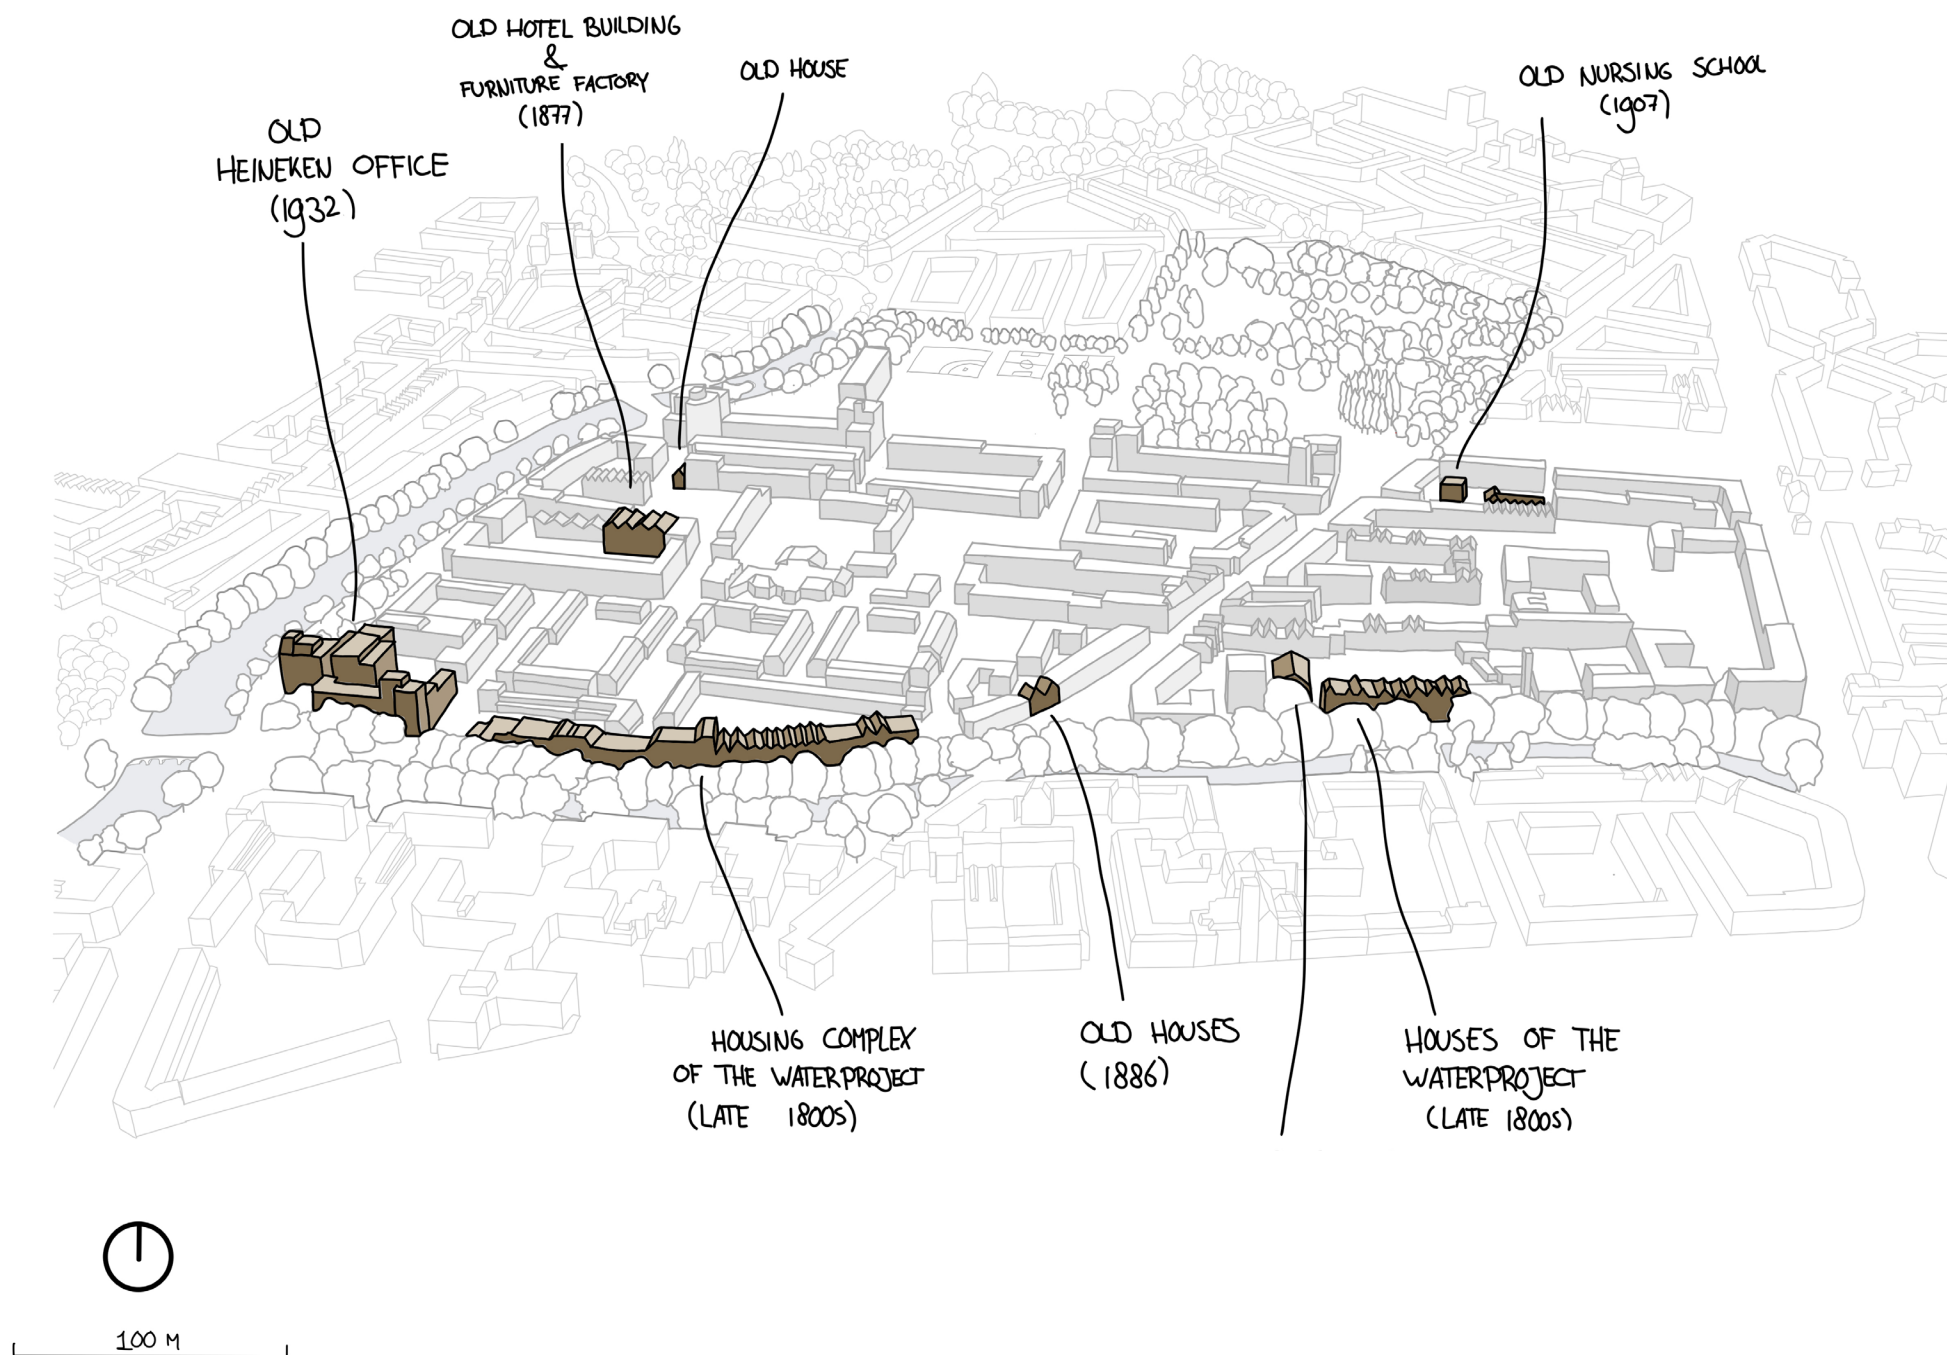 OLD HOTEL BUILDING
&
FURNITURE FACTORY
(1877)
OLD HOUSE
OLD NURSING SCHOOL
(1907)
OLD
HEINEKEN OFFICE
(1932)
HOUSING COMPLEX
OF THE WATERPROJECT
(LATE 1800S)
OLD HOUSES
(1886)
HOUSES OF THE
WATERPROJECT
(LATE 1800S)
100 M